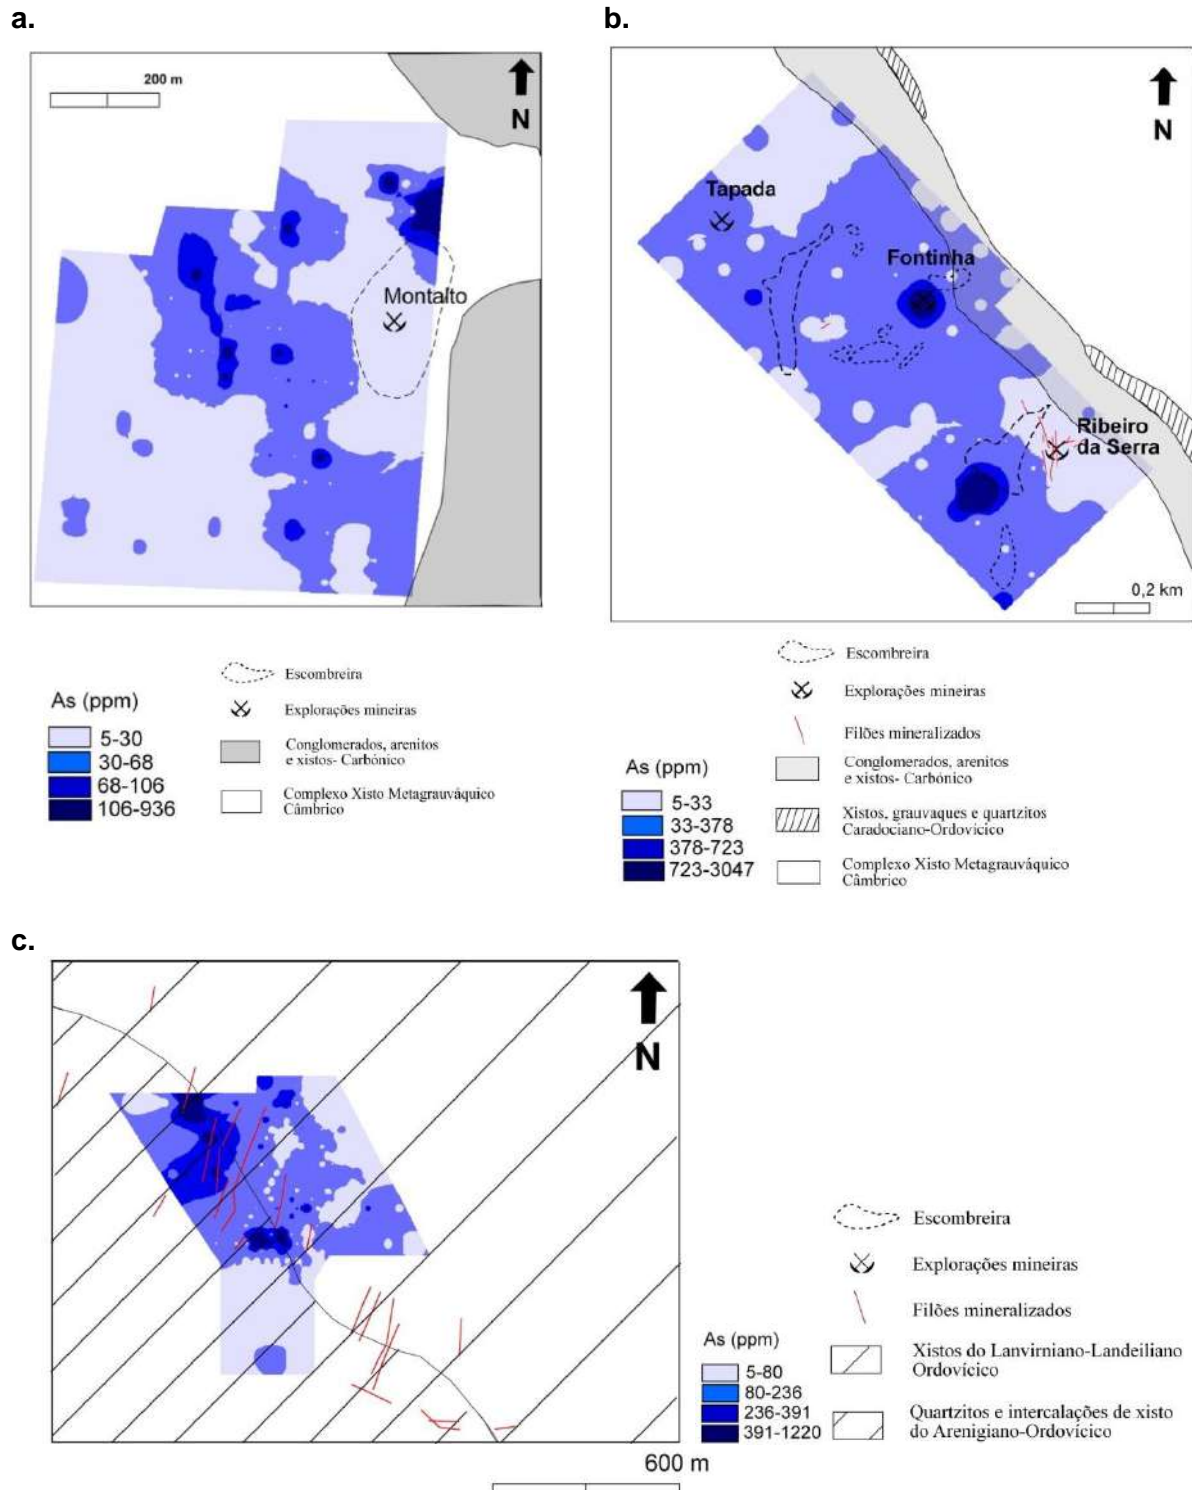 a.
200 m
N
Montalto
As (ppm)
5-30
30-68
68-106
106-936
Escombreira
Explorações mineiras
Conglomerados, arenitos
e xistos- Carbónico
Complexo Xisto Metagrauváquico
Câmbrico
b.
N
Tapada
Fontinha
Ribeiro
da Serra
0,2 km
As (ppm)
5-33
33-378
378-723
723-3047
Escombreira
Explorações mineiras
Filões mineralizados
Conglomerados, arenitos
e xistos- Carbónico
Xistos, grauvaques e quartzitos
Caradociano-Ordovícico
Complexo Xisto Metagrauváquico
Câmbrico
c.
N
600 m
As (ppm)
5-80
80-236
236-391
391-1220
Escombreira
Explorações mineiras
Filões mineralizados
Xistos do Lanvirniano-Landeiliano
Ordovícico
Quartzitos e intercalações de xisto
do Arenigiano-Ordovícico